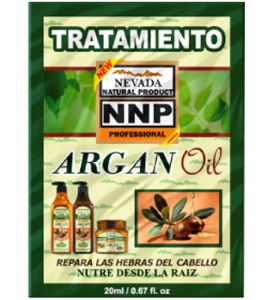 TRATAMIENTO
NEW
NEVADA
NATURAL PRODUCT
NNP
PROFESSIONAL
ARGAN Oil
REPARA LAS HEBRAS DEL CABELLO
NUTRE DESDE LA RAIZ
20ml / 0.67 fl. oz